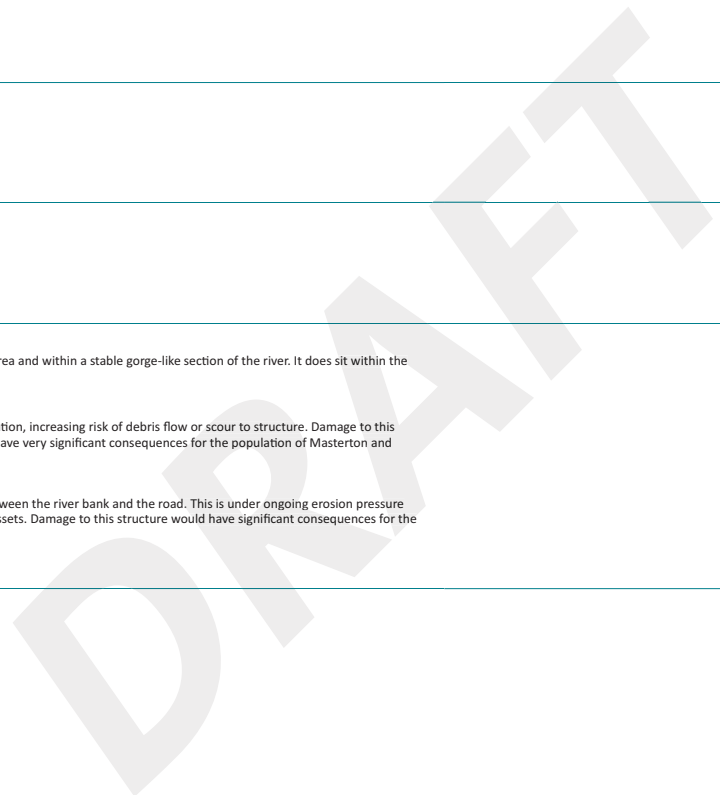 rea and within a stable gorge-like section of the river. It does sit within the
tion, increasing risk of debris flow or scour to structure. Damage to this
ave very significant consequences for the population of Masterton and
ween the river bank and the road. This is under ongoing erosion pressure
ssets. Damage to this structure would have significant consequences for the
DRAFT